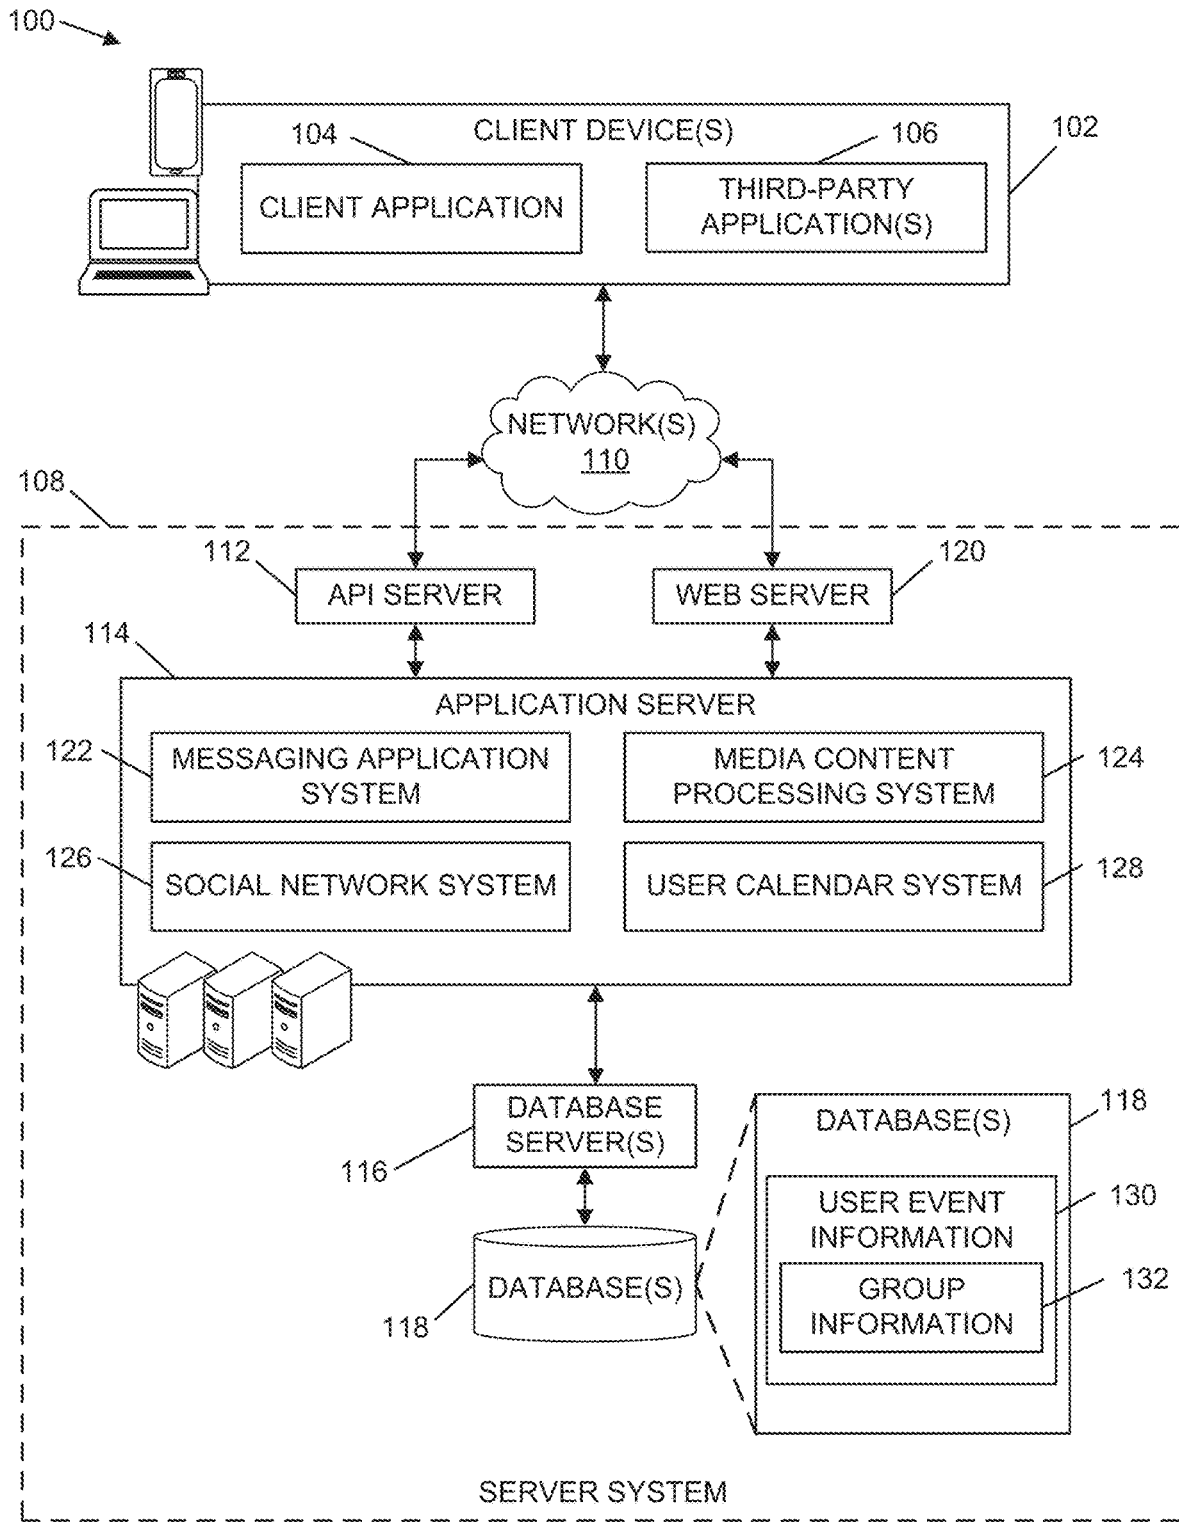 100
CLIENT DEVICE(S)
104
106
102
CLIENT APPLICATION
THIRD-PARTY
APPLICATION(S)
NETWORK(S)
110
108
112
120
API SERVER
WEB SERVER
114
APPLICATION SERVER
122
MESSAGING APPLICATION
SYSTEM
MEDIA CONTENT
PROCESSING SYSTEM
124
126
SOCIAL NETWORK SYSTEM
USER CALENDAR SYSTEM
128
DATABASE
SERVER(S)
116
DATABASE(S)
118
DATABASE(S)
118
USER EVENT
INFORMATION
130
GROUP
INFORMATION
132
SERVER SYSTEM